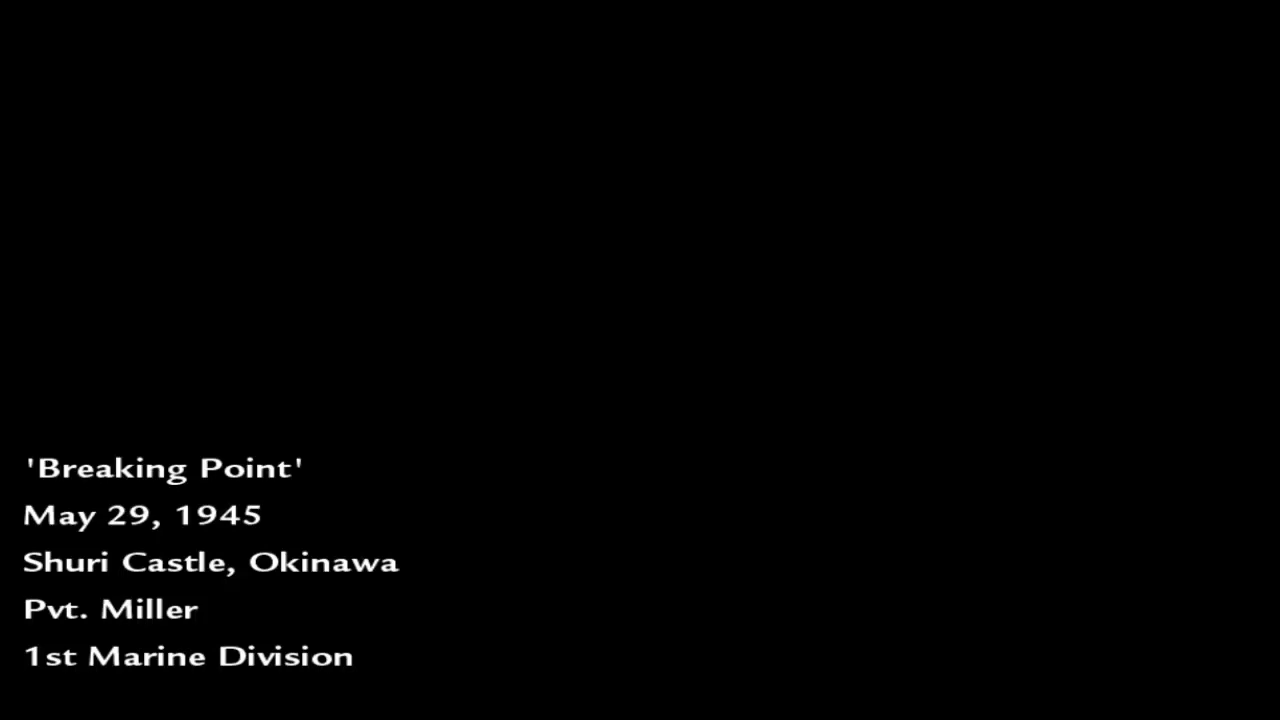 'Breaking Point'
May 29, 1945
Shuri Castle, Okinawa
Pvt. Miller
1st Marine Division